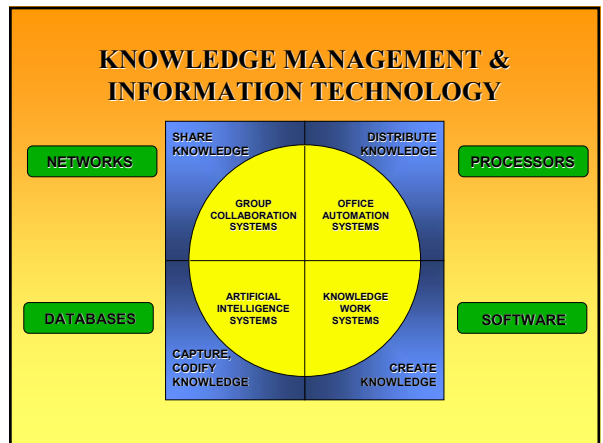 KNOWLEDGE MANAGEMENT &
INFORMATION TECHNOLOGY
SHARE
KNOWLEDGE
DISTRIBUTE
KNOWLEDGE
NETWORKS
PROCESSORS
GROUP
COLLABORATION
SYSTEMS
OFFICE
AUTOMATION
SYSTEMS
ARTIFICIAL
INTELLIGENCE
SYSTEMS
KNOWLEDGE
WORK
SYSTEMS
DATABASES
SOFTWARE
CAPTURE,
CODIFY
KNOWLEDGE
CREATE
KNOWLEDGE